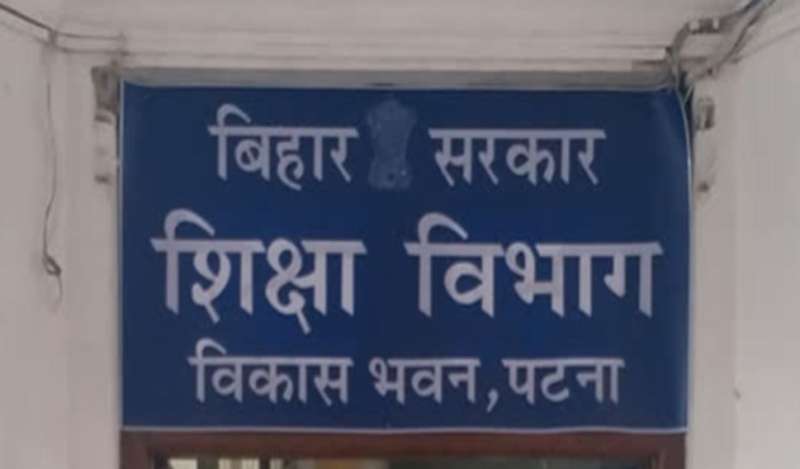 बिहार सरकार
शिक्षा विभाग
विकास भवन, पटना